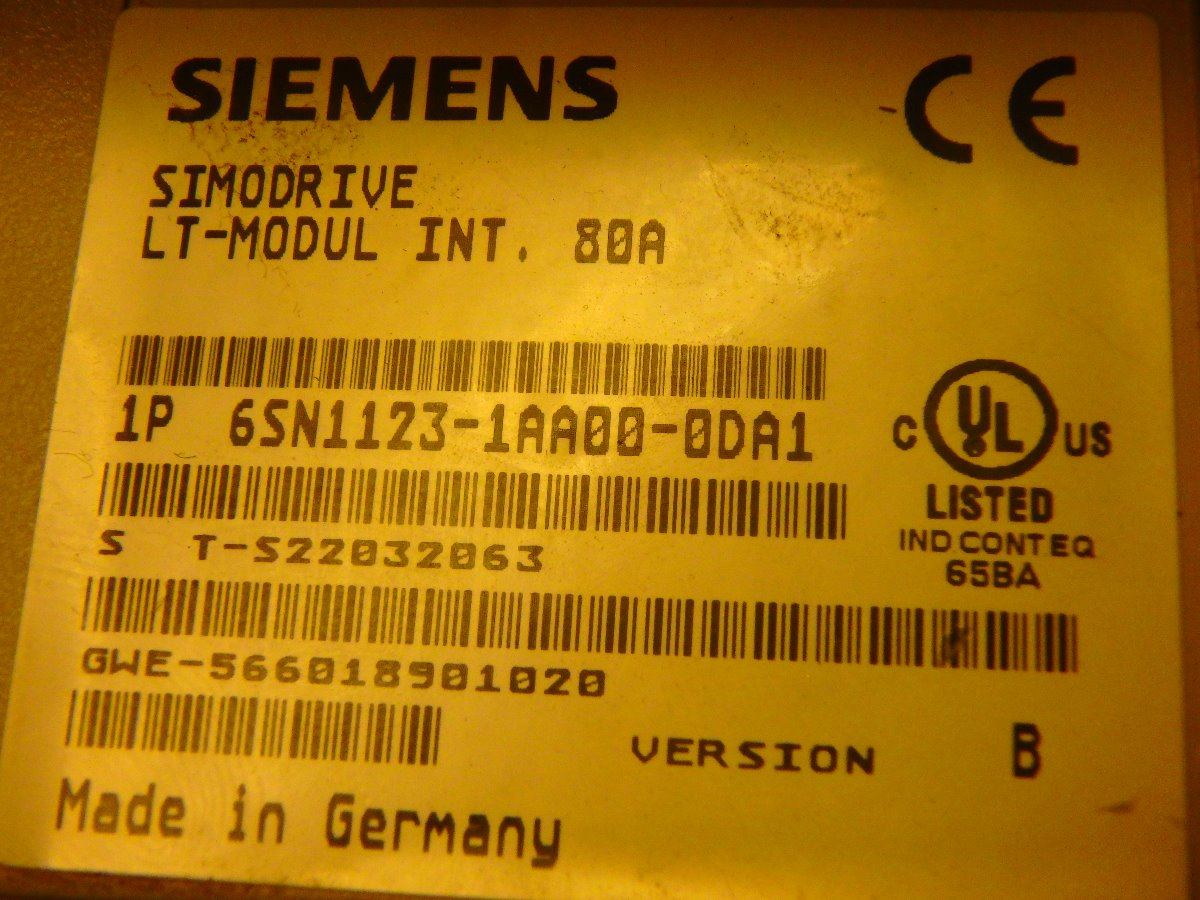 SIEMENS
CE
SIMODRIVE
LT-MODUL INT. 80A
1P 6SN1123-1AA00-0DA1
C UL US
LISTED
IND CONT EQ
65BA
S T-S22032063
GWE-566018901020
VERSION B
Made in Germany